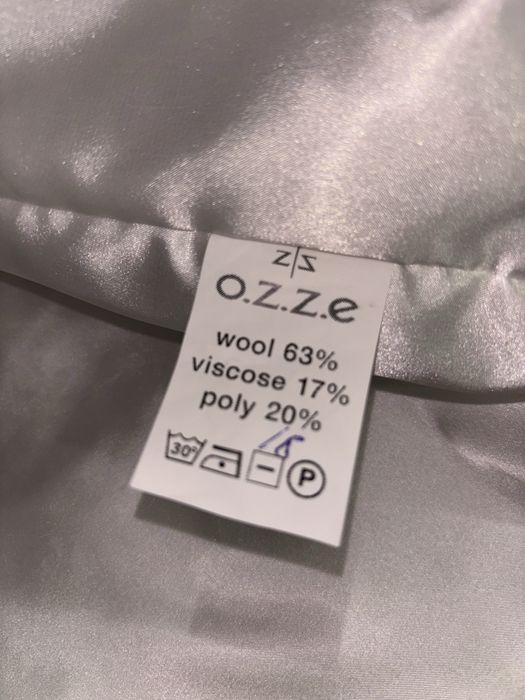 z|z
o.z.z.e
wool 63%
viscose 17%
poly 20%
30° P